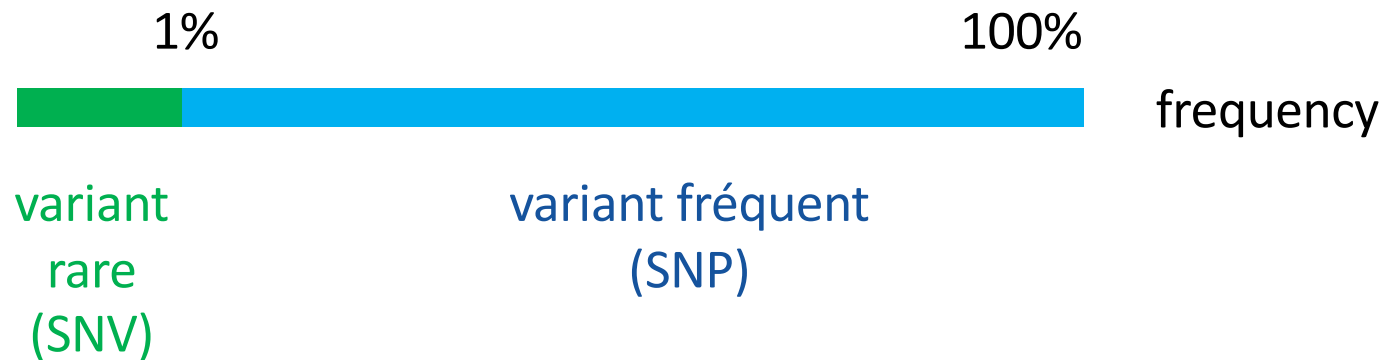 1%
100%
frequency
variant
rare
(SNV)
variant fréquent
(SNP)